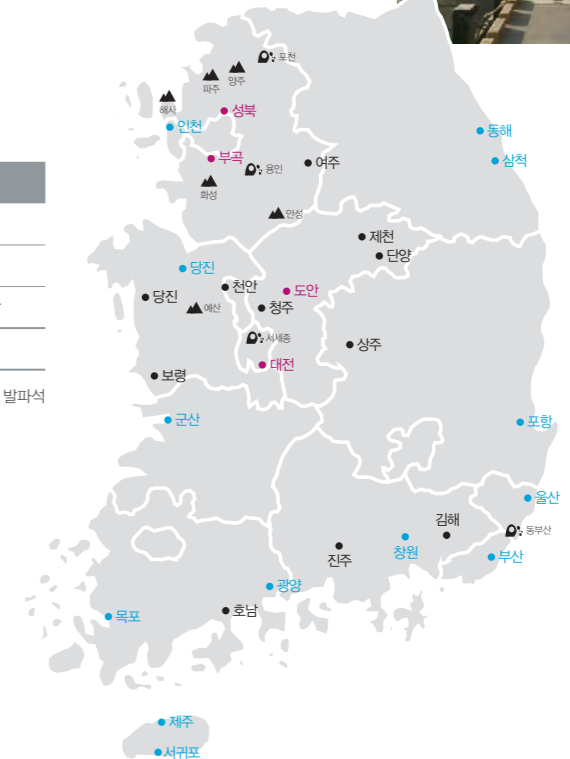 포천
양주
파주
해사
성북
인천
동해
부곡
삼척
여주
용인
화성
안성
제천
단양
당진
천안
도안
당진
예산
청주
서세종
상주
대전
보령
발파석
군산
포항
울산
김해
동부산
창원
부산
진주
광양
호남
목포
제주
서귀포